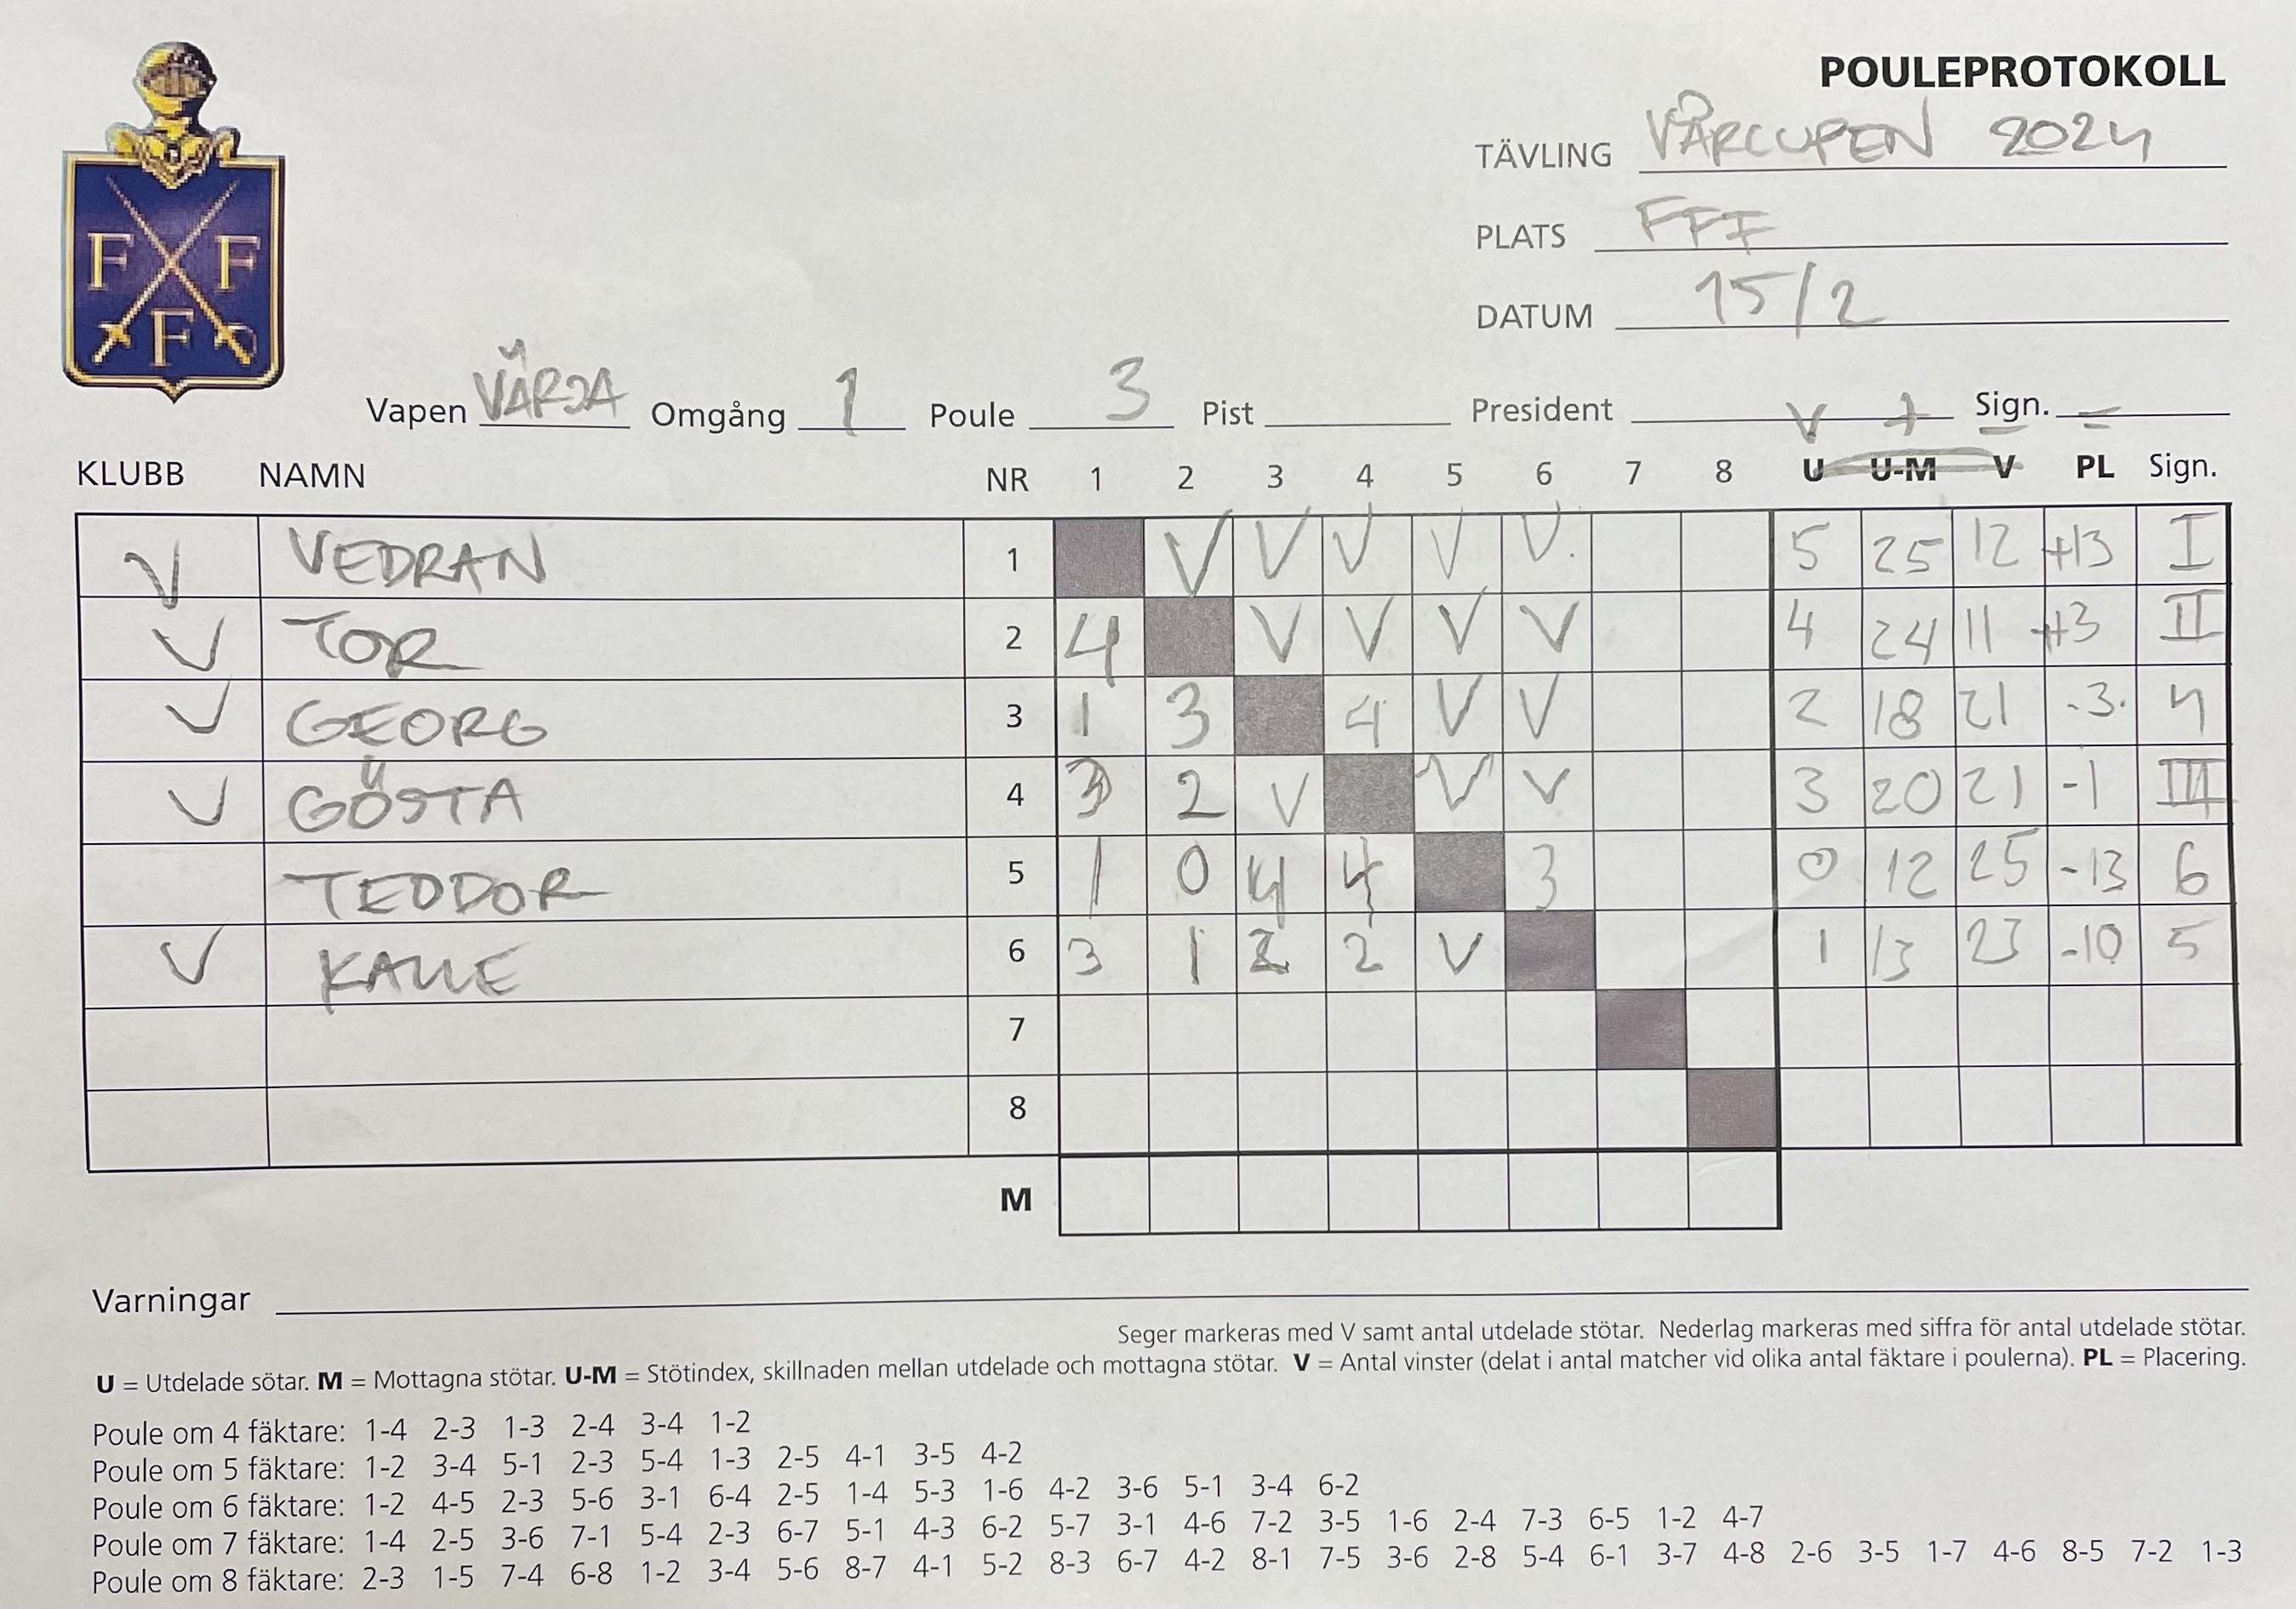 POULEPROTOKOLL
TÄVLING VÅRCUPEN 2024
PLATS FFF
DATUM 15/2
F F
F
Vapen VÄRJA Omgång 1 Poule 3 Pist President Sign.
V + - =
KLUBB NAMN NR 1 2 3 4 5 6 7 8 U U-M V PL Sign.
V VEDRAN 1 V V V V V. 5 25 12 +13 I
V TOR 2 4 V V V V 4 24 11 +13 II
V GEORG 3 1 3 4 V V 2 18 21 -3. 4
V GÖSTA 4 3 2 V V V 3 20 21 -1 III
TEODOR 5 1 0 4 4 3 0 12 25 -13 6
V KALLE 6 3 1 2 2 V 1 13 23 -10 5
7
8
M
Varningar
Seger markeras med V samt antal utdelade stötar. Nederlag markeras med siffra för antal utdelade stötar.
U = Utdelade sötar. M = Mottagna stötar. U-M = Stötindex, skillnaden mellan utdelade och mottagna stötar. V = Antal vinster (delat i antal matcher vid olika antal fäktare i poulerna). PL = Placering.
Poule om 4 fäktare: 1-4 2-3 1-3 2-4 3-4 1-2
Poule om 5 fäktare: 1-2 3-4 5-1 2-3 5-4 1-3 2-5 4-1 3-5 4-2
Poule om 6 fäktare: 1-2 4-5 2-3 5-6 3-1 6-4 2-5 1-4 5-3 1-6 4-2 3-6 5-1 3-4 6-2
Poule om 7 fäktare: 1-4 2-5 3-6 7-1 5-4 2-3 6-7 5-1 4-3 6-2 5-7 3-1 4-6 7-2 3-5 1-6 2-4 7-3 6-5 1-2 4-7
Poule om 8 fäktare: 2-3 1-5 7-4 6-8 1-2 3-4 5-6 8-7 4-1 5-2 8-3 6-7 4-2 8-1 7-5 3-6 2-8 5-4 6-1 3-7 4-8 2-6 3-5 1-7 4-6 8-5 7-2 1-3